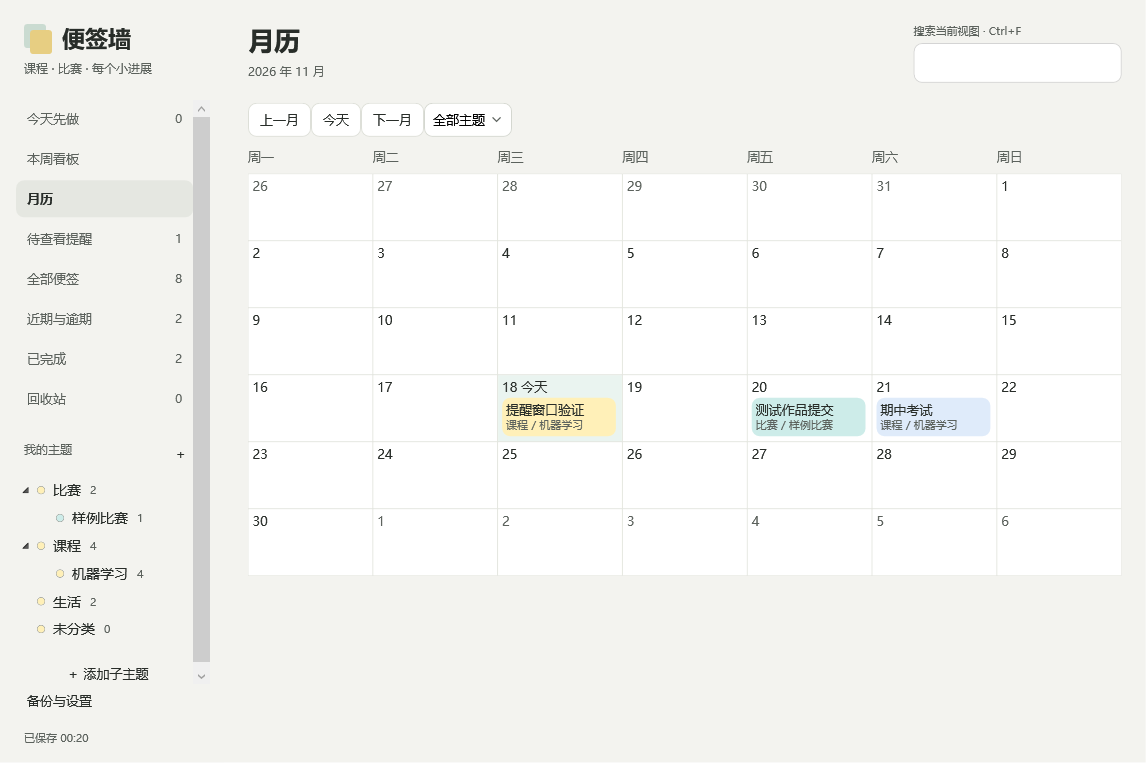 便签墙
课程 · 比赛 · 每个小进展
今天先做 0
本周看板
月历
待查看提醒 1
全部便签 8
近期与逾期 2
已完成 2
回收站 0
我的主题 +
比赛 2
样例比赛 1
课程 4
机器学习 4
生活 2
未分类 0
+ 添加子主题
备份与设置
已保存 00:20
月历
2026 年 11 月
搜索当前视图 · Ctrl+F
上一月 今天 下一月 全部主题
周一 周二 周三 周四 周五 周六 周日
26 27 28 29 30 31 1
2 3 4 5 6 7 8
9 10 11 12 13 14 15
16 17 18 今天 19 20 21 22
提醒窗口验证 测试作品提交 期中考试
课程 / 机器学习 比赛 / 样例比赛 课程 / 机器学习
23 24 25 26 27 28 29
30 1 2 3 4 5 6